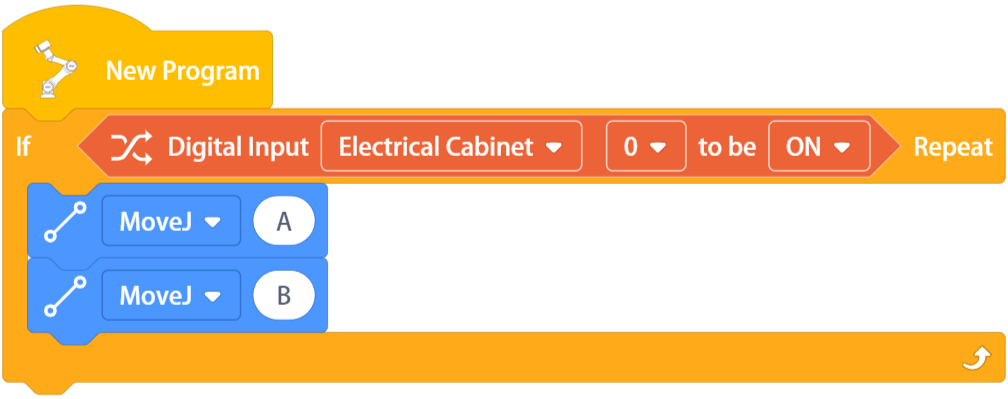 New Program
If Digital Input Electrical Cabinet 0 to be ON Repeat
MoveJ A
MoveJ B